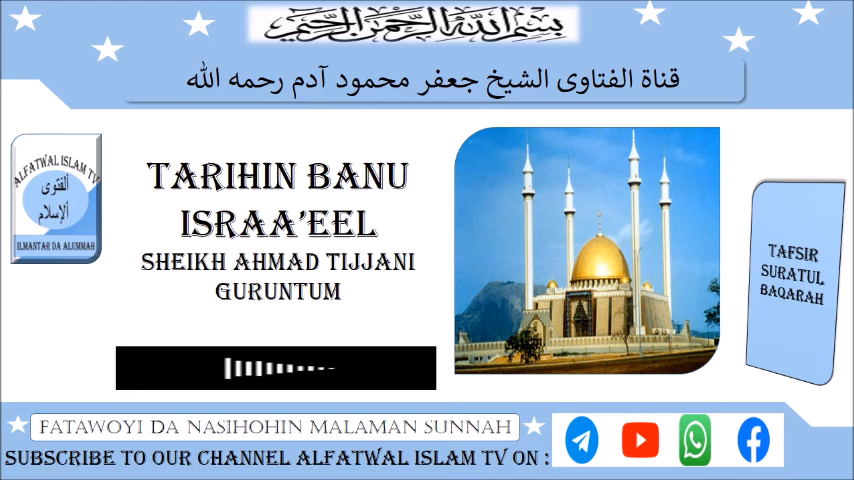 بسم الله الرحمن الرحيم
قناة الفتاوى الشيخ جعفر محمود آدم رحمه الله
ALFATWAL ISLAM TV
الفتوى
الإسلام
ILMANTAR DA ALUMMAH
TARIHIN BANU
ISRAA'EEL
SHEIKH AHMAD TIJJANI
GURUNTUM
TAFSIR
SURATUL
BAQARAH
FATAWOYI DA NASIHOHIN MALAMAN SUNNAH
SUBSCRIBE TO OUR CHANNEL ALFATWAL ISLAM TV ON :